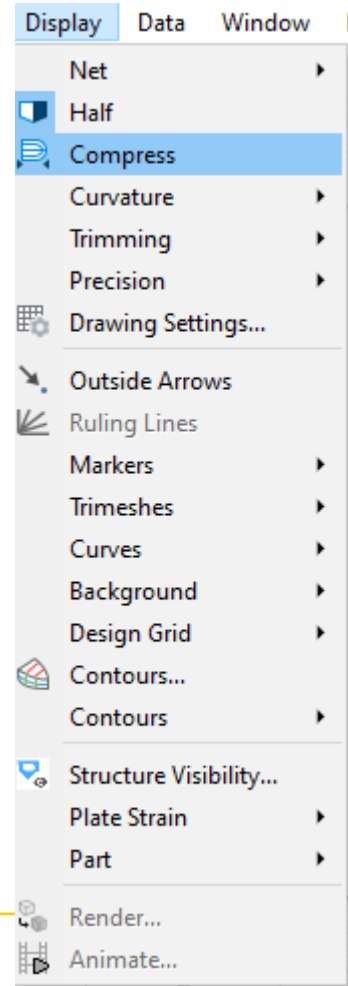 Display Data Window
Net
Half
Compress
Curvature
Trimming
Precision
Drawing Settings...
Outside Arrows
Ruling Lines
Markers
Trimeshes
Curves
Background
Design Grid
Contours...
Contours
Structure Visibility...
Plate Strain
Part
Render...
Animate...